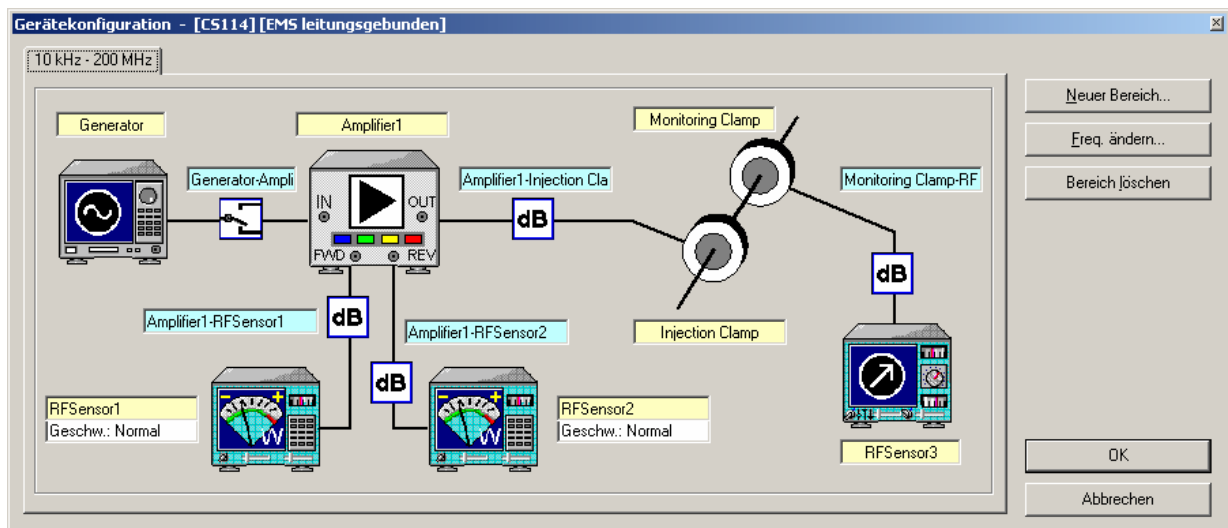 Gerätekonfiguration - [CS114] [EMS leitungsgebunden]
10 kHz - 200 MHz
Neuer Bereich...
Freq. ändern...
Bereich löschen
Generator
Amplifier1
Monitoring Clamp
Generator-Ampli
Amplifier1-Injection Cla
Monitoring Clamp-RF
IN
OUT
FWD
REV
dB
dB
Amplifier1-RFSensor1
dB
Amplifier1-RFSensor2
Injection Clamp
dB
RFSensor1
Geschw.: Normal
RFSensor2
Geschw.: Normal
RFSensor3
OK
Abbrechen